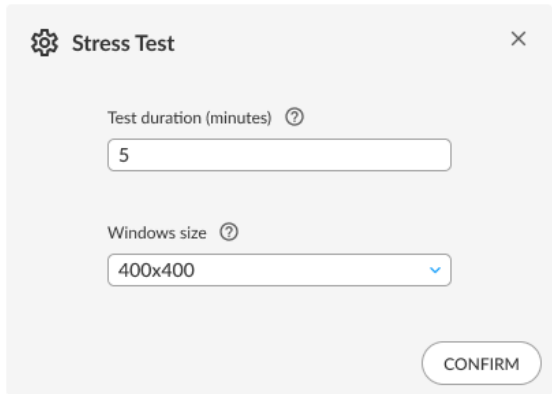 Stress Test
Test duration (minutes)
5
Windows size
400x400
CONFIRM